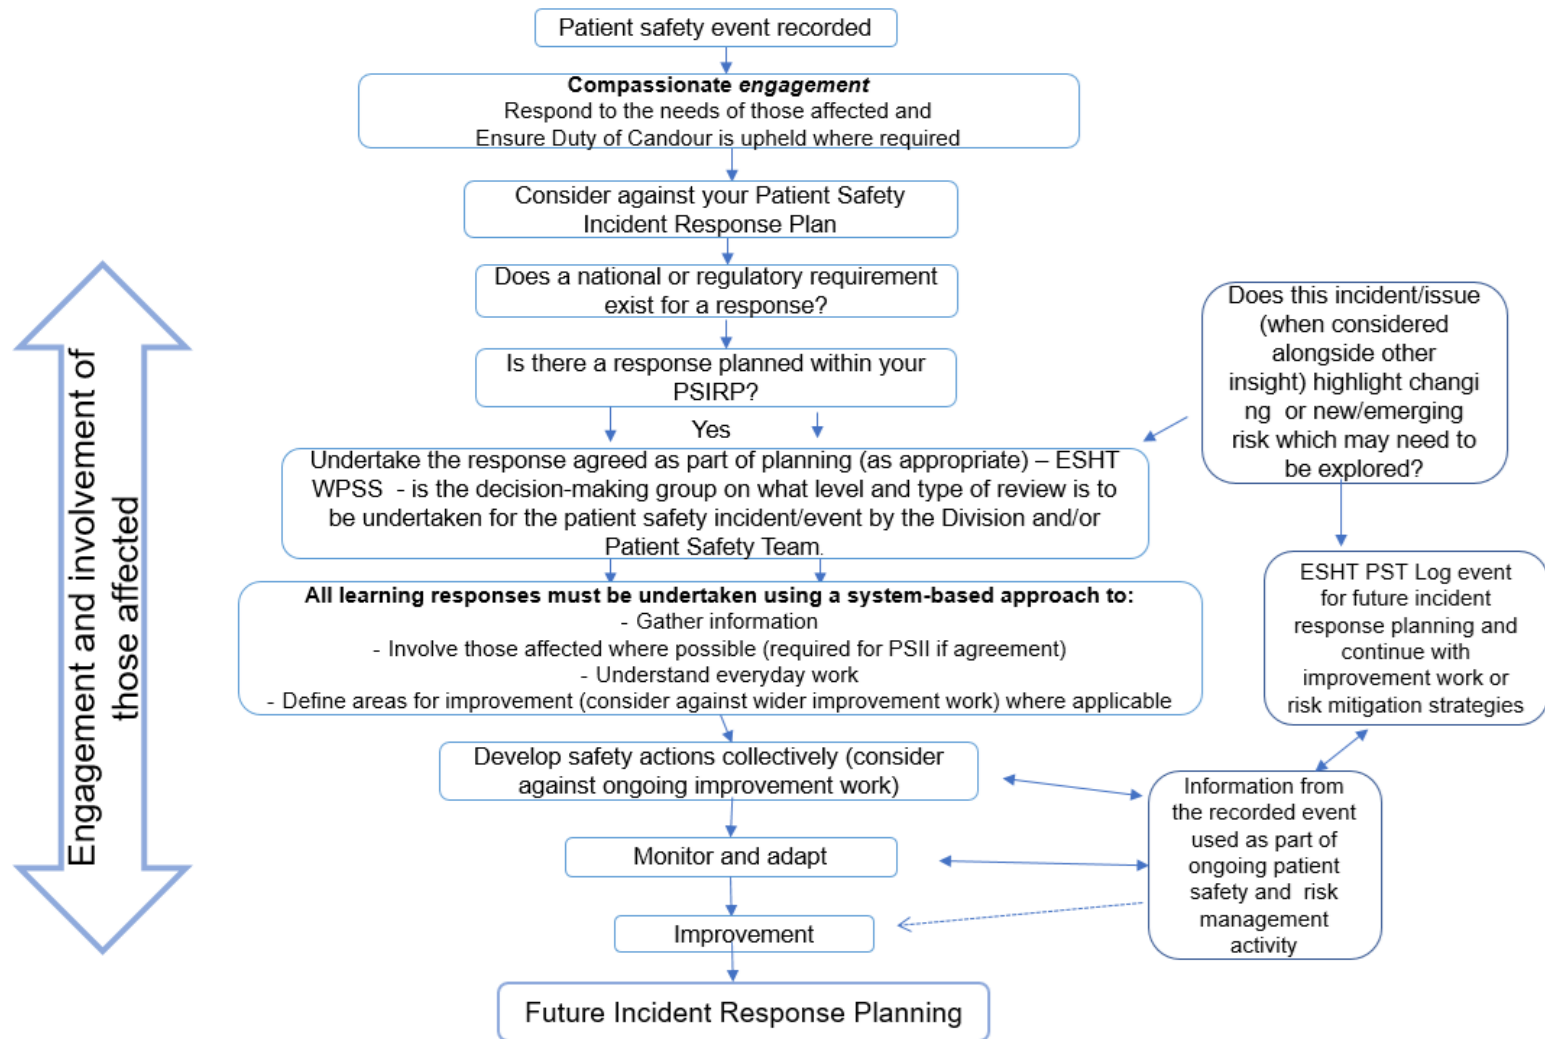 Patient safety event recorded
Compassionate engagement
Respond to the needs of those affected and
Ensure Duty of Candour is upheld where required
Consider against your Patient Safety
Incident Response Plan
Does a national or regulatory requirement
exist for a response?
Is there a response planned within your
PSIRP?
Yes
Undertake the response agreed as part of planning (as appropriate) – ESHT
WPSS - is the decision-making group on what level and type of review is to
be undertaken for the patient safety incident/event by the Division and/or
Patient Safety Team.
All learning responses must be undertaken using a system-based approach to:
- Gather information
- Involve those affected where possible (required for PSII if agreement)
- Understand everyday work
- Define areas for improvement (consider against wider improvement work) where applicable
Develop safety actions collectively (consider
against ongoing improvement work)
Monitor and adapt
Improvement
Future Incident Response Planning
Engagement and involvement of
those affected
Does this incident/issue
(when considered
alongside other
insight) highlight changi
ng or new/emerging
risk which may need to
be explored?
ESHT PST Log event
for future incident
response planning and
continue with
improvement work or
risk mitigation strategies
Information from
the recorded event
used as part of
ongoing patient
safety and risk
management
activity